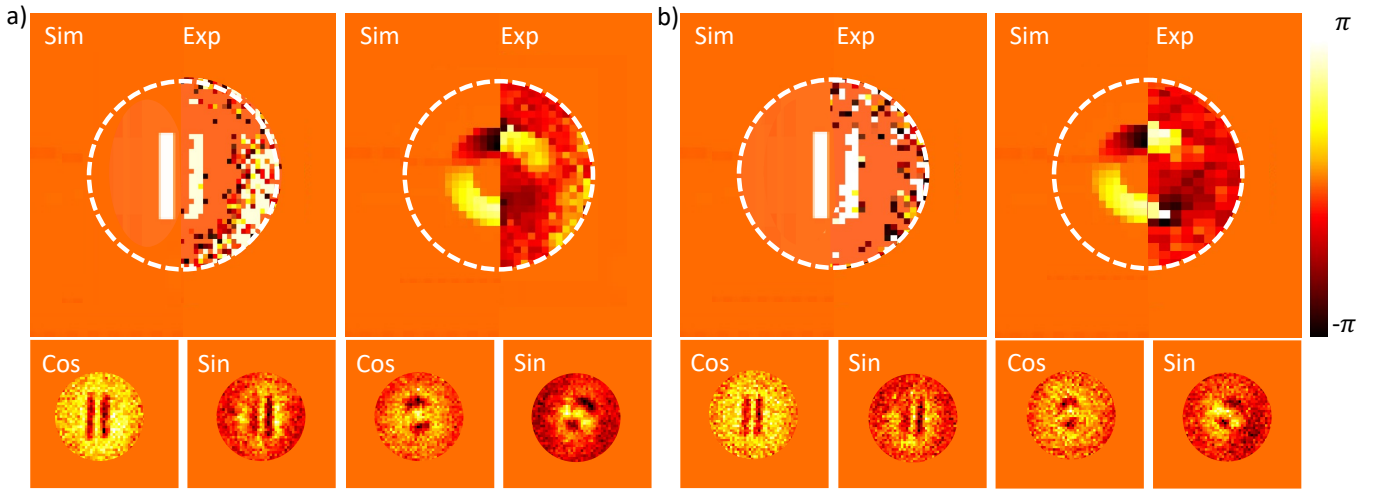 a)
Sim Exp
Sim Exp
Cos
Sin
Cos
Sin
b)
Sim Exp
Sim Exp
Cos
Sin
Cos
Sin
π
-π